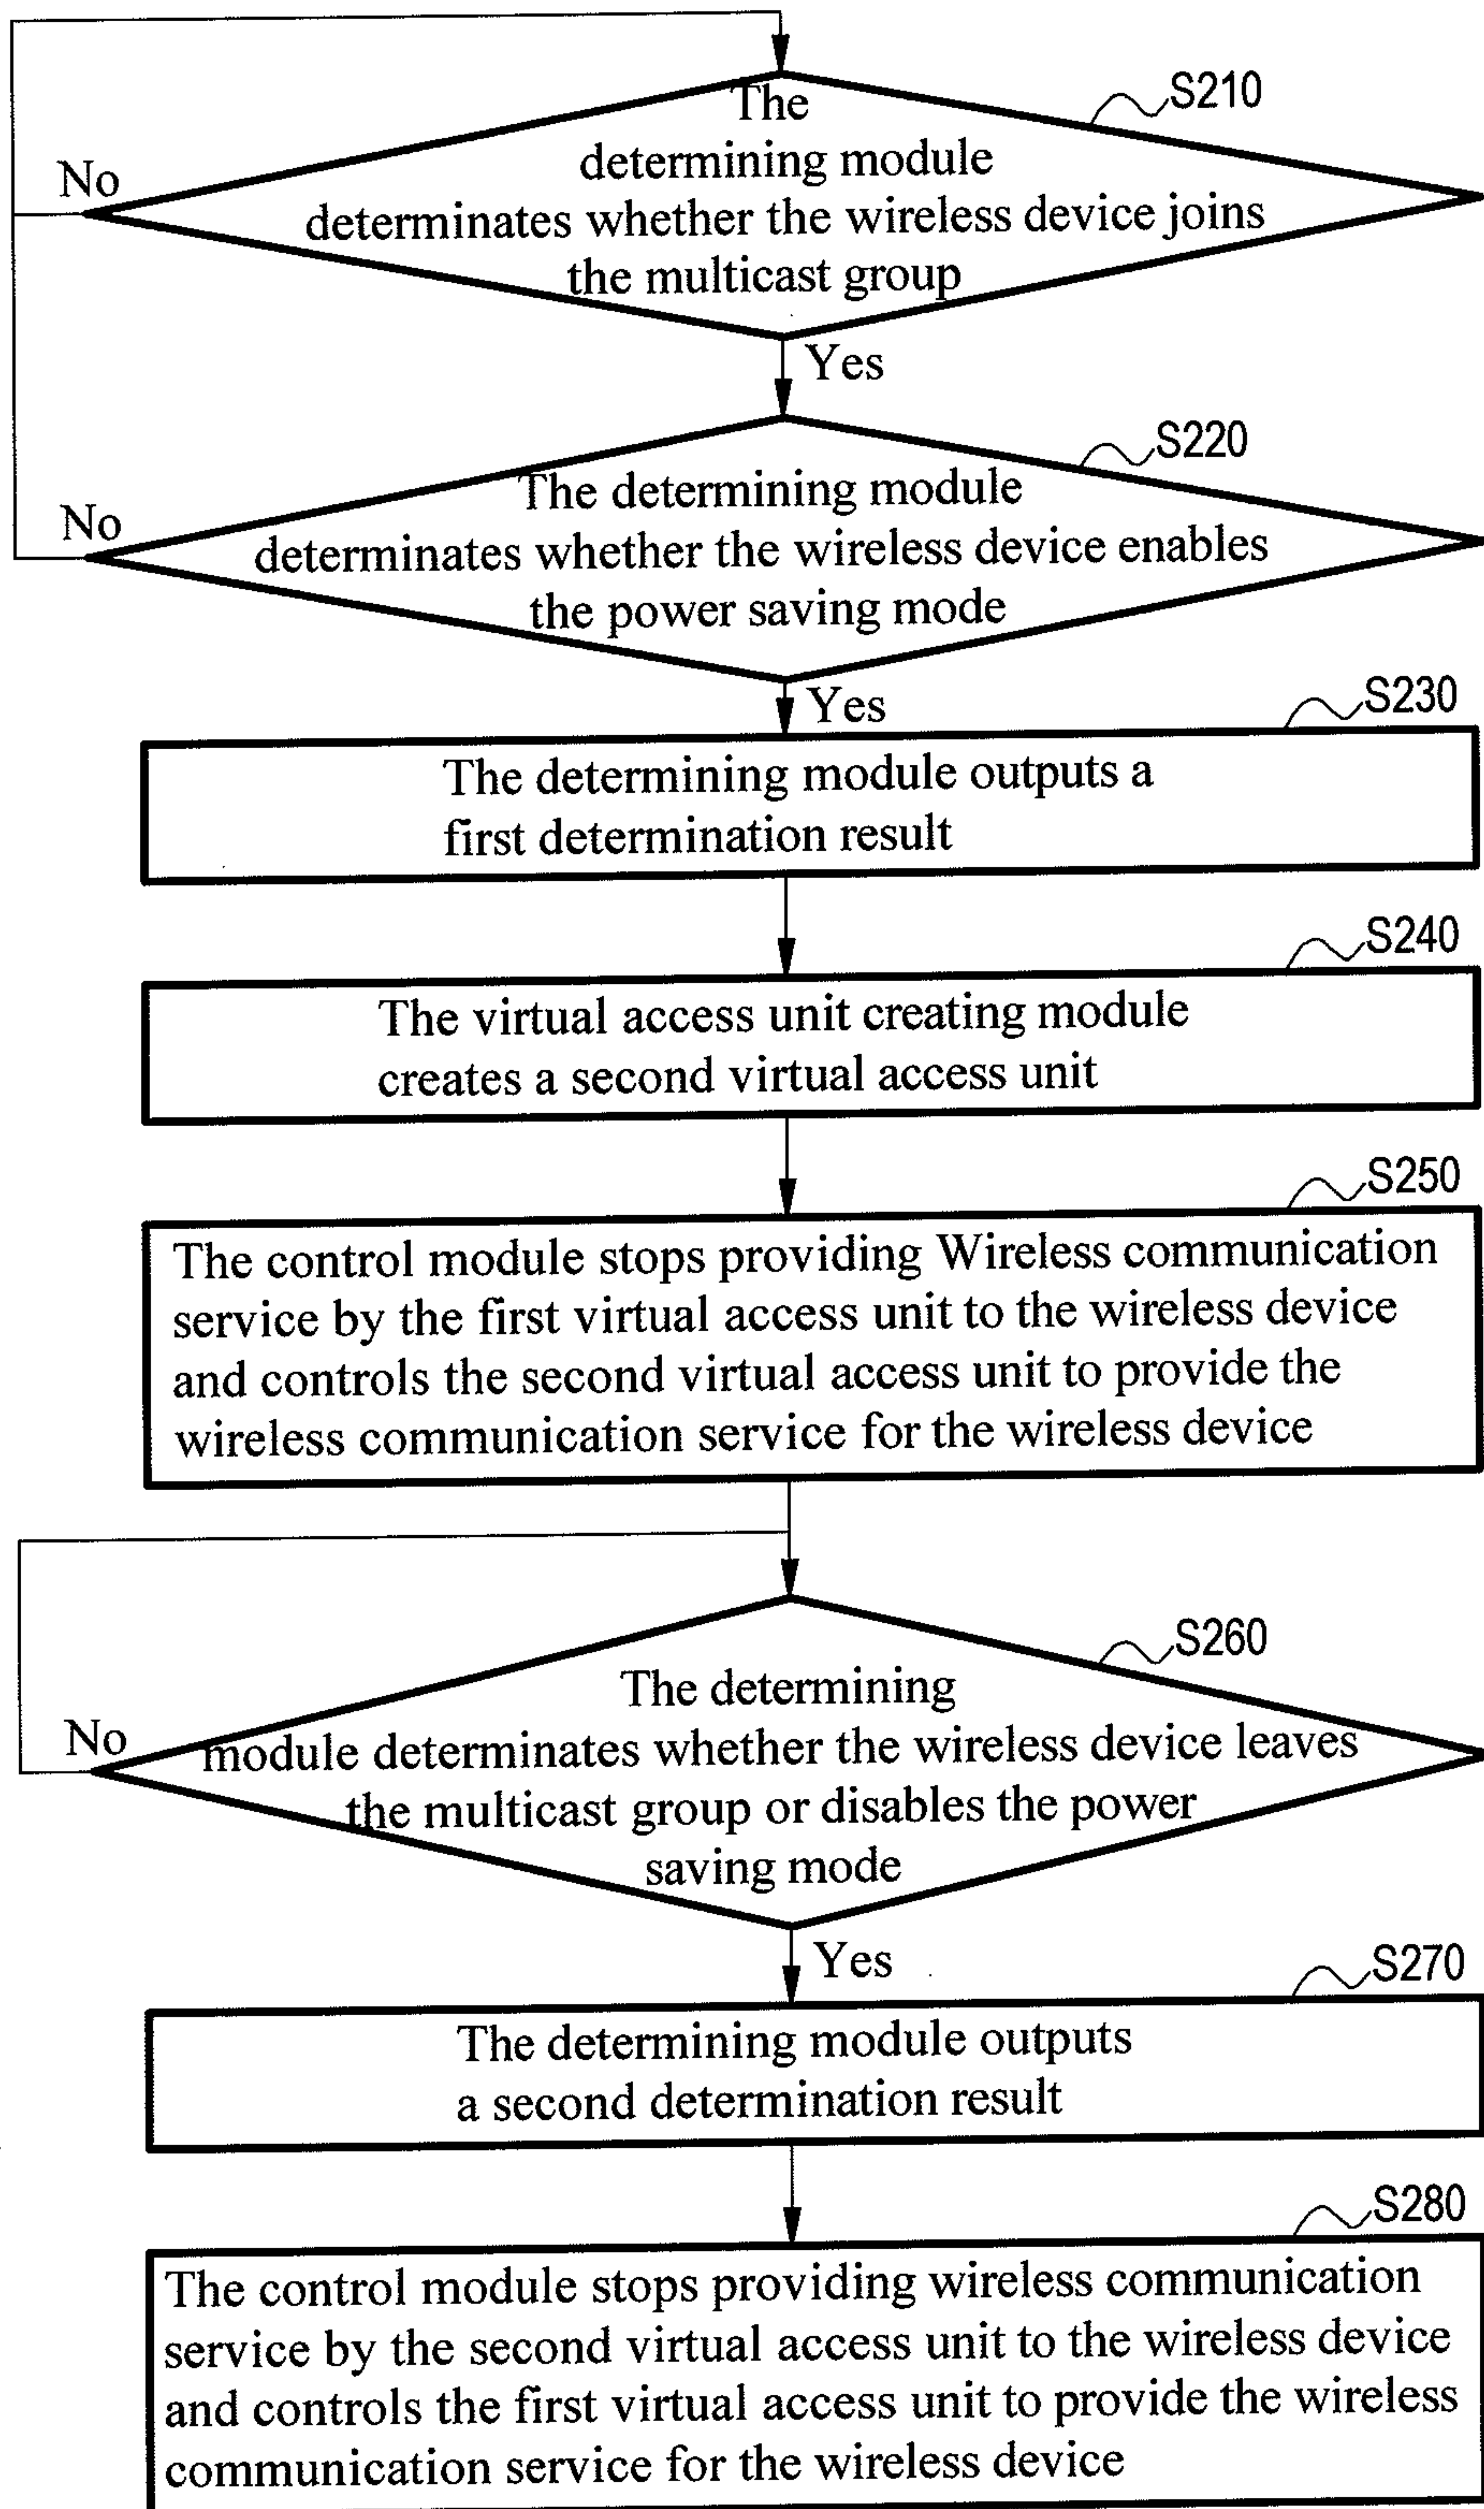 S210
The
determining module
determinates whether the wireless device joins
the multicast group
No
Yes
S220
The determining module
determinates whether the wireless device enables
the power saving mode
No
Yes
S230
The determining module outputs a
first determination result
S240
The virtual access unit creating module
creates a second virtual access unit
S250
The control module stops providing Wireless communication
service by the first virtual access unit to the wireless device
and controls the second virtual access unit to provide the
wireless communication service for the wireless device
S260
The determining
module determinates whether the wireless device leaves
the multicast group or disables the power
saving mode
No
Yes
S270
The determining module outputs
a second determination result
S280
The control module stops providing wireless communication
service by the second virtual access unit to the wireless device
and controls the first virtual access unit to provide the wireless
communication service for the wireless device